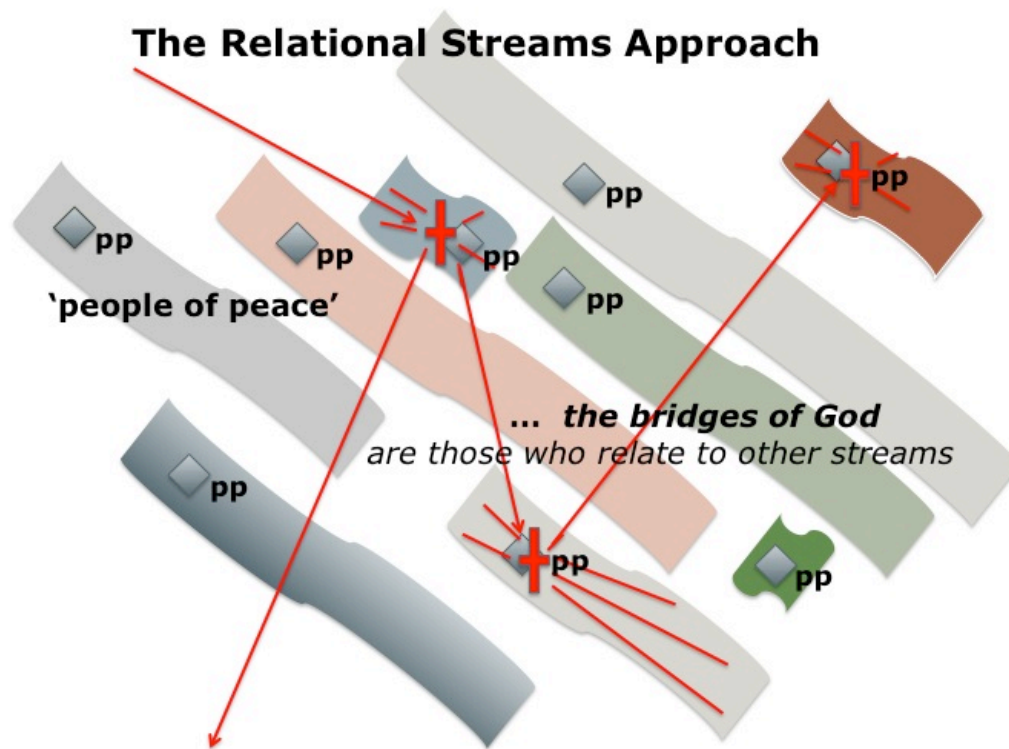 The Relational Streams Approach
pp
pp
pp
pp
pp
pp
'people of peace'
... the bridges of God
are those who relate to other streams
pp
pp
pp